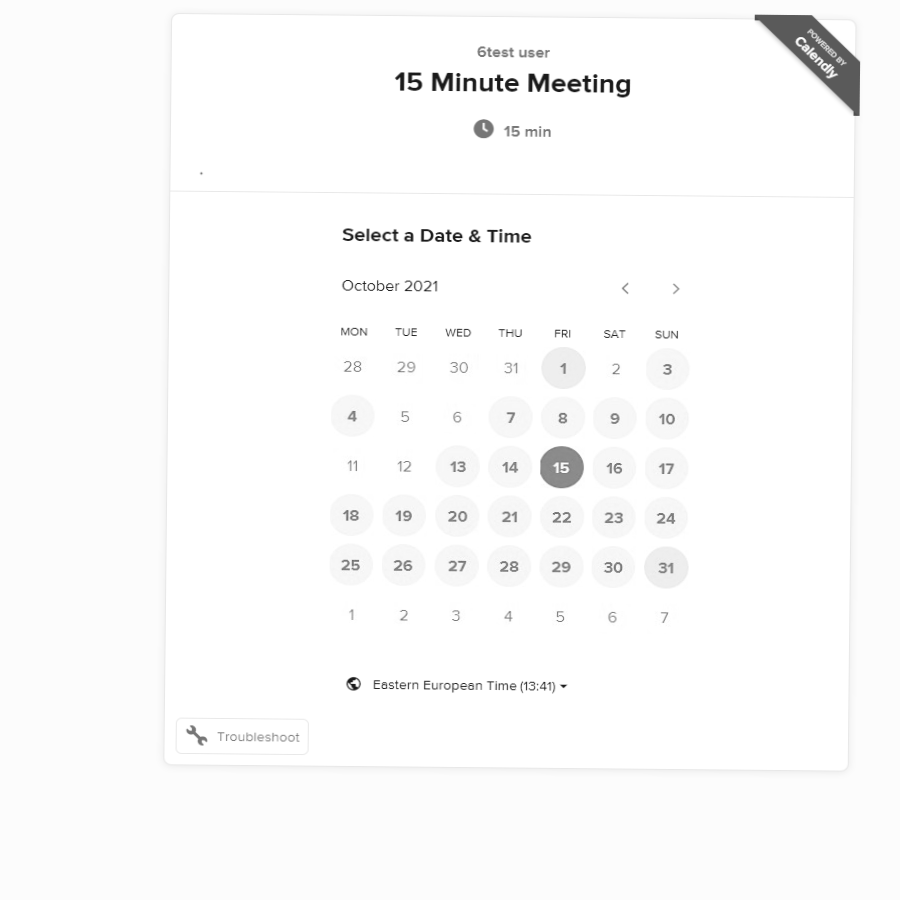 6test user
15 Minute Meeting
15 min
.
POWERED BY
Calendly
Select a Date & Time
October 2021
MON TUE WED THU FRI SAT SUN
28 29 30 31 1 2 3
4 5 6 7 8 9 10
11 12 13 14 15 16 17
18 19 20 21 22 23 24
25 26 27 28 29 30 31
1 2 3 4 5 6 7
Eastern European Time (13:41)
Troubleshoot